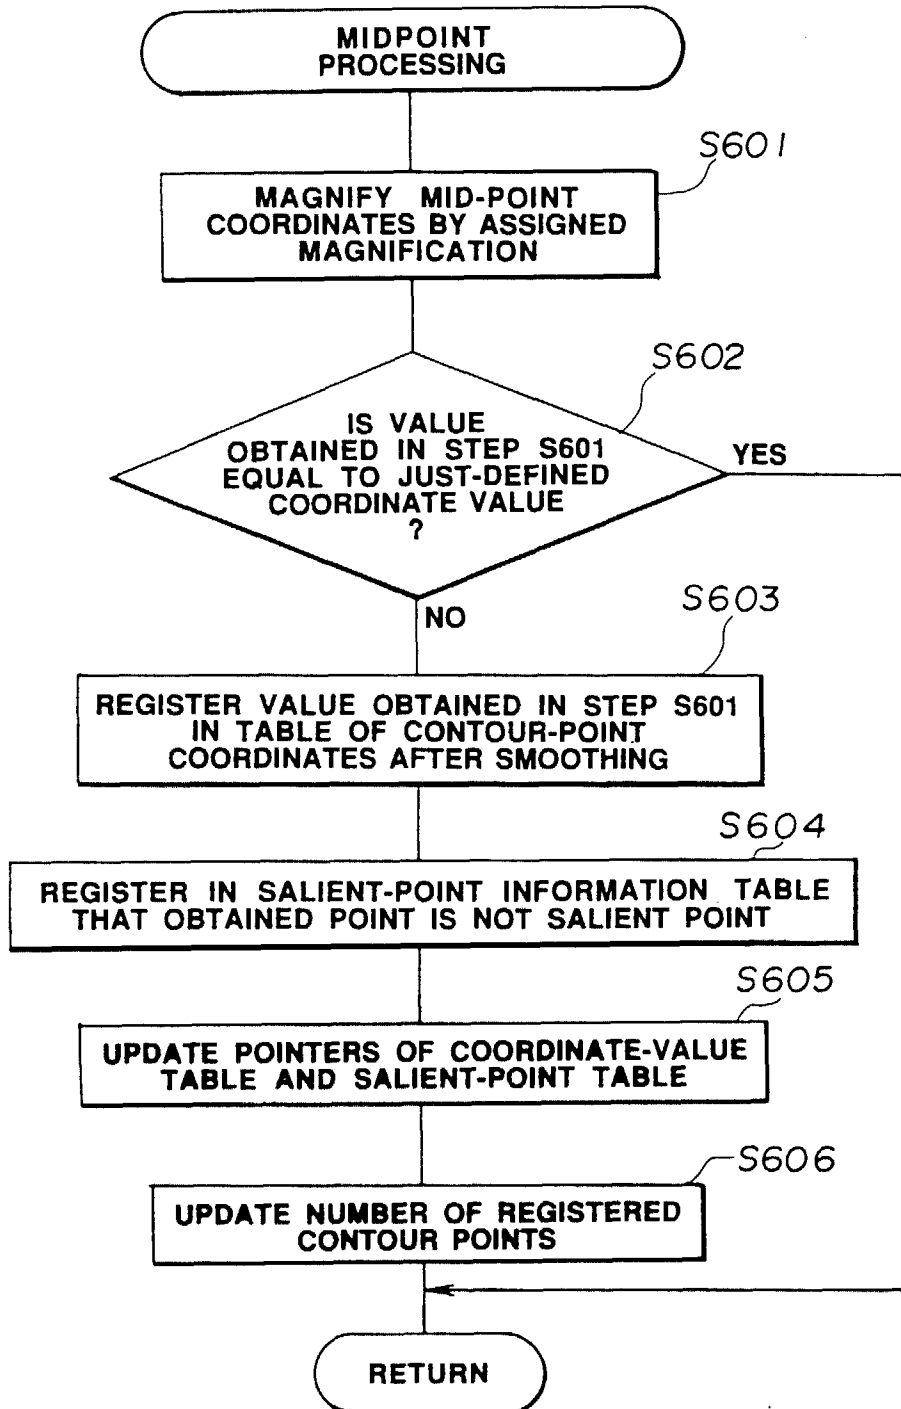 MIDPOINT
PROCESSING
S601
MAGNIFY MID-POINT
COORDINATES BY ASSIGNED
MAGNIFICATION
S602
IS VALUE
OBTAINED IN STEP S601
EQUAL TO JUST-DEFINED
COORDINATE VALUE
?
YES
NO
S603
REGISTER VALUE OBTAINED IN STEP S601
IN TABLE OF CONTOUR-POINT
COORDINATES AFTER SMOOTHING
S604
REGISTER IN SALIENT-POINT INFORMATION TABLE
THAT OBTAINED POINT IS NOT SALIENT POINT
S605
UPDATE POINTERS OF COORDINATE-VALUE
TABLE AND SALIENT-POINT TABLE
S606
UPDATE NUMBER OF REGISTERED
CONTOUR POINTS
RETURN